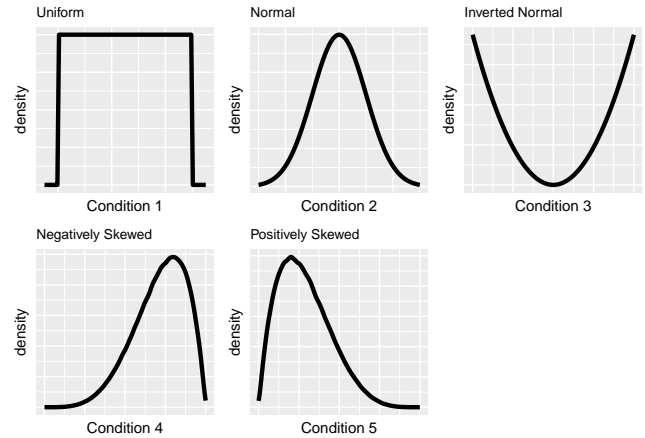 Uniform
Normal
Inverted Normal
density
density
density
Condition 1
Condition 2
Condition 3
Negatively Skewed
Positively Skewed
density
density
Condition 4
Condition 5